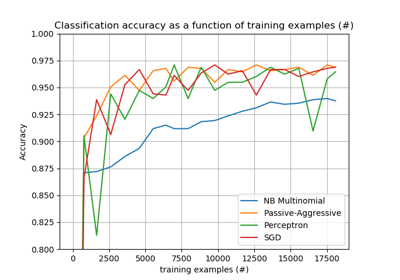 Classification accuracy as a function of training examples (#)
1.000
0.975
0.950
0.925
0.900
0.875
0.850
0.825
0.800
Accuracy
NB Multinomial
Passive-Aggressive
Perceptron
SGD
0 2500 5000 7500 10000 12500 15000 17500
training examples (#)